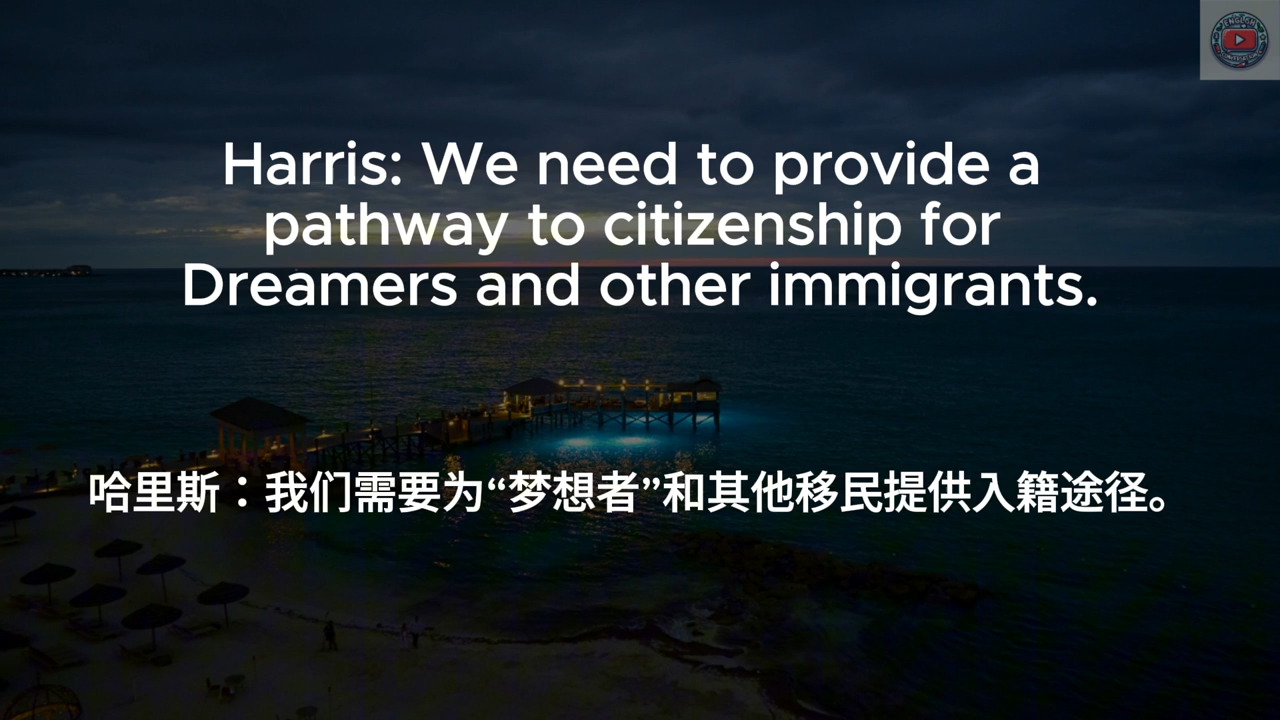 Harris: We need to provide a
pathway to citizenship for
Dreamers and other immigrants.
哈里斯：我们需要为“梦想者”和其他移民提供入籍途径。
ENGLISH